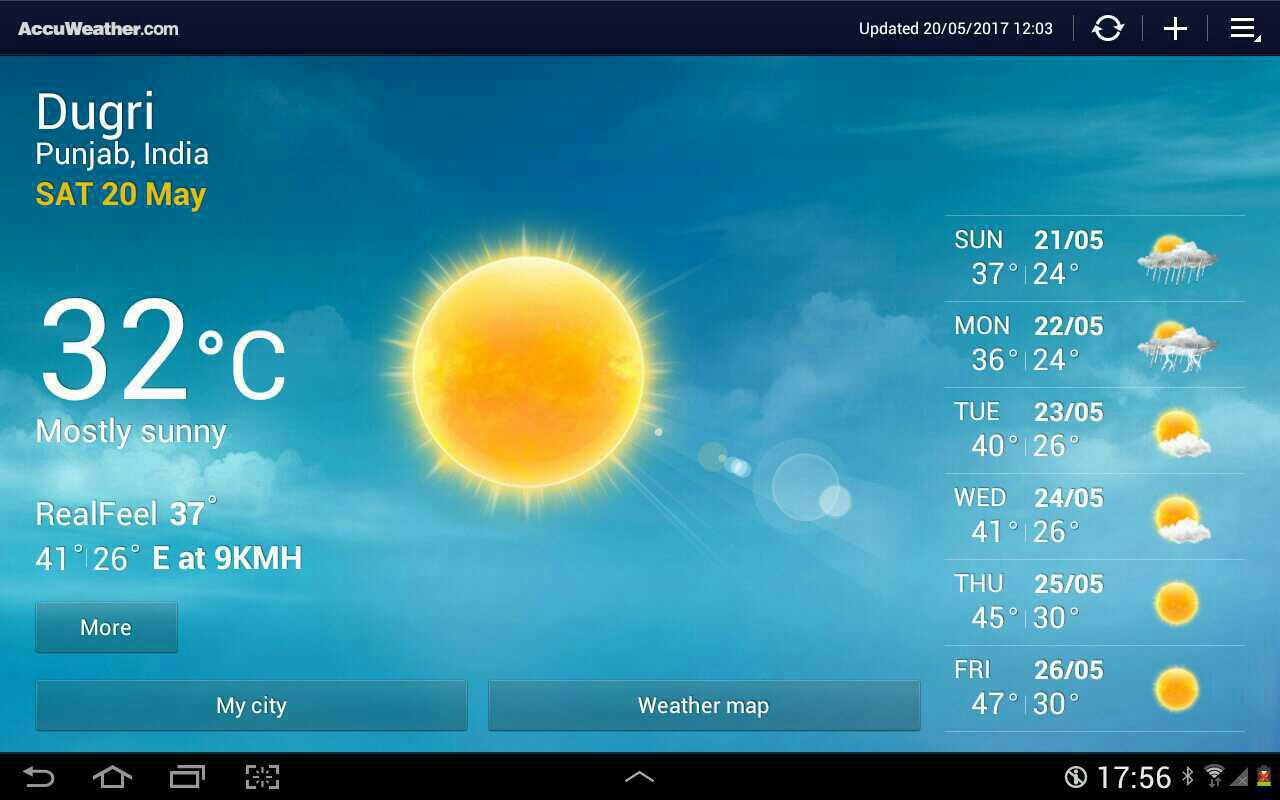 AccuWeather.com
Updated 20/05/2017 12:03
Dugri
Punjab, India
SAT 20 May
32°C
Mostly sunny
RealFeel 37°
41°|26° E at 9KMH
More
My city
Weather map
SUN 21/05
37°|24°
MON 22/05
36°|24°
TUE 23/05
40°|26°
WED 24/05
41°|26°
THU 25/05
45°|30°
FRI 26/05
47°|30°
17:56